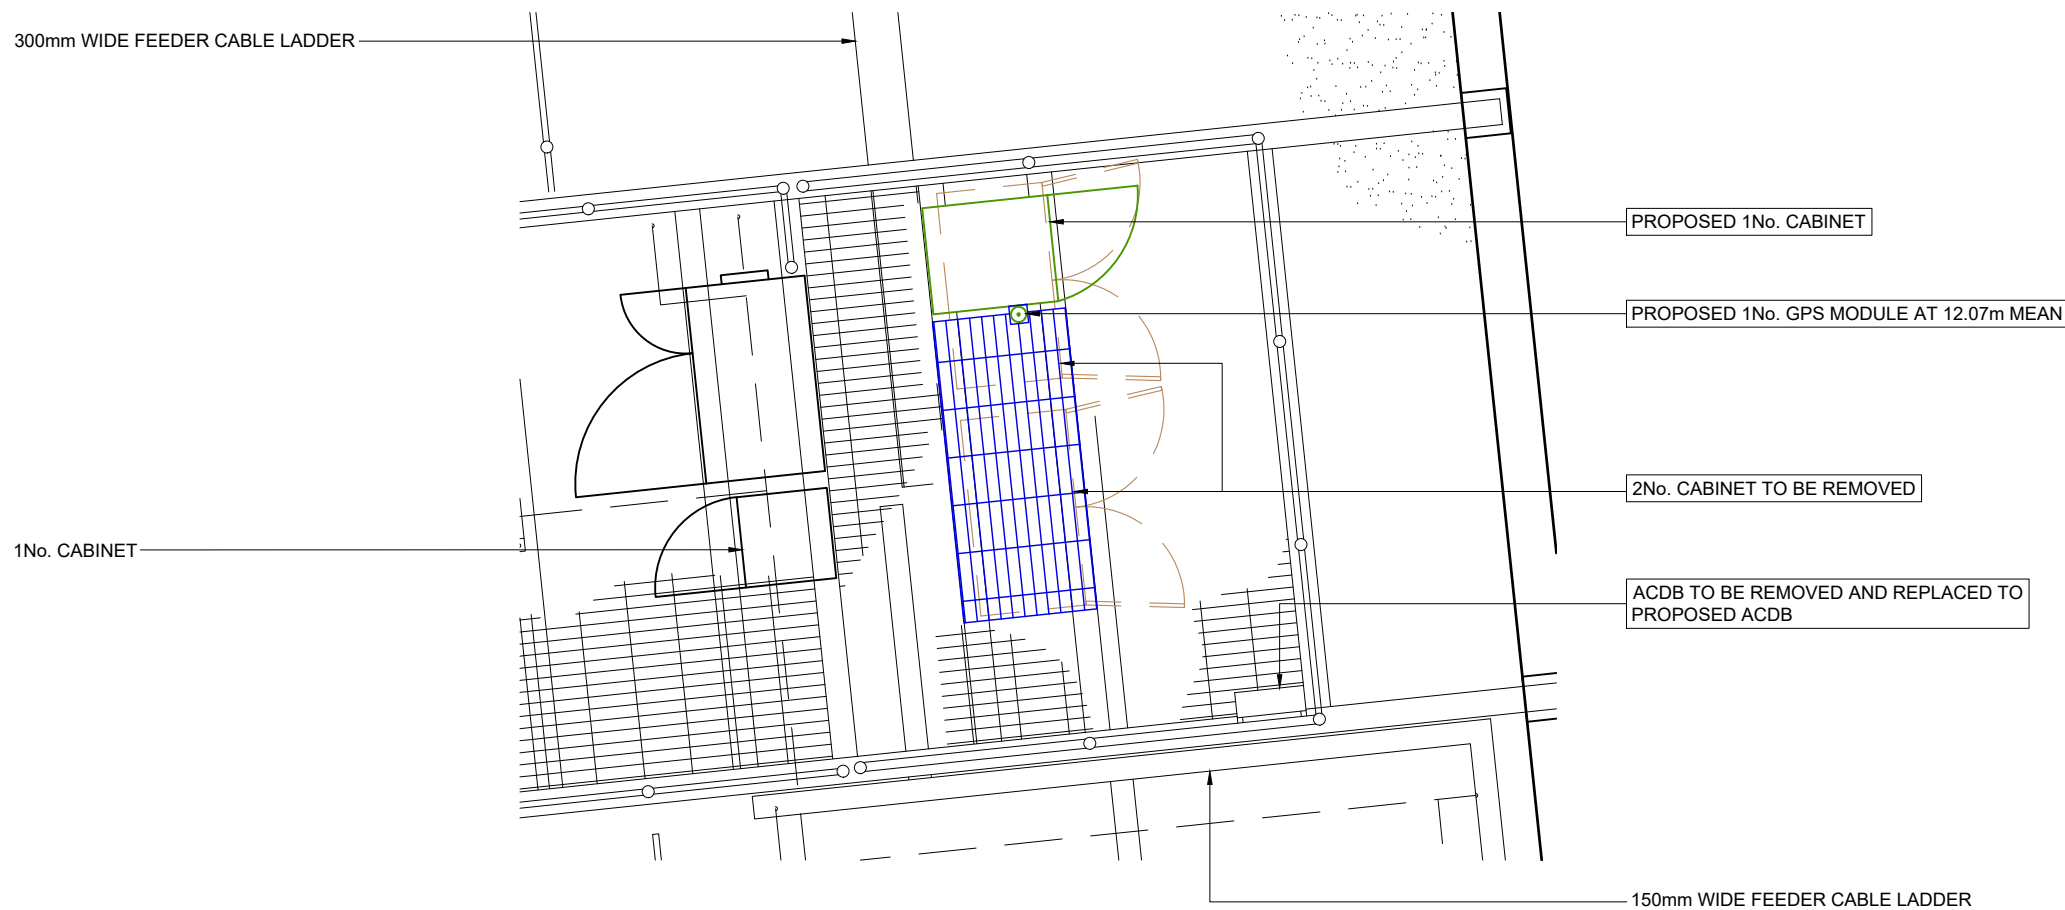 300mm WIDE FEEDER CABLE LADDER
PROPOSED 1No. CABINET
PROPOSED 1No. GPS MODULE AT 12.07m MEAN
2No. CABINET TO BE REMOVED
1No. CABINET
ACDB TO BE REMOVED AND REPLACED TO
PROPOSED ACDB
150mm WIDE FEEDER CABLE LADDER